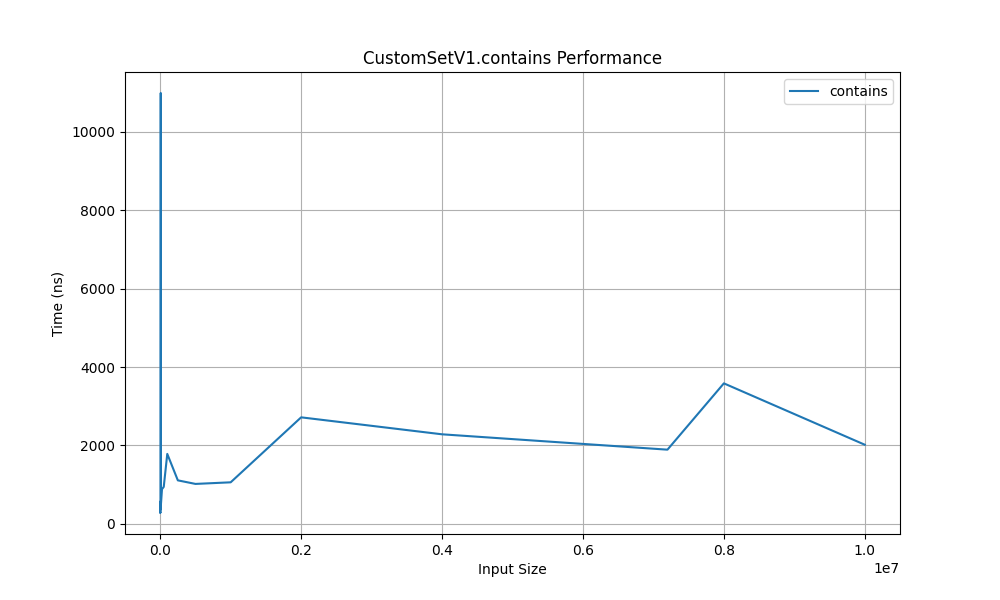 CustomSetV1.contains Performance
contains
10000
8000
6000
4000
2000
0
Time (ns)
0.0 0.2 0.4 0.6 0.8 1.0
1e7
Input Size